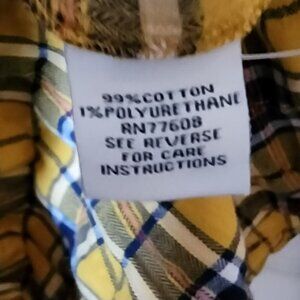 99%COTTON
1%POLYURETHANE
RN77608
SEE REVERSE
FOR CARE
INSTRUCTIONS